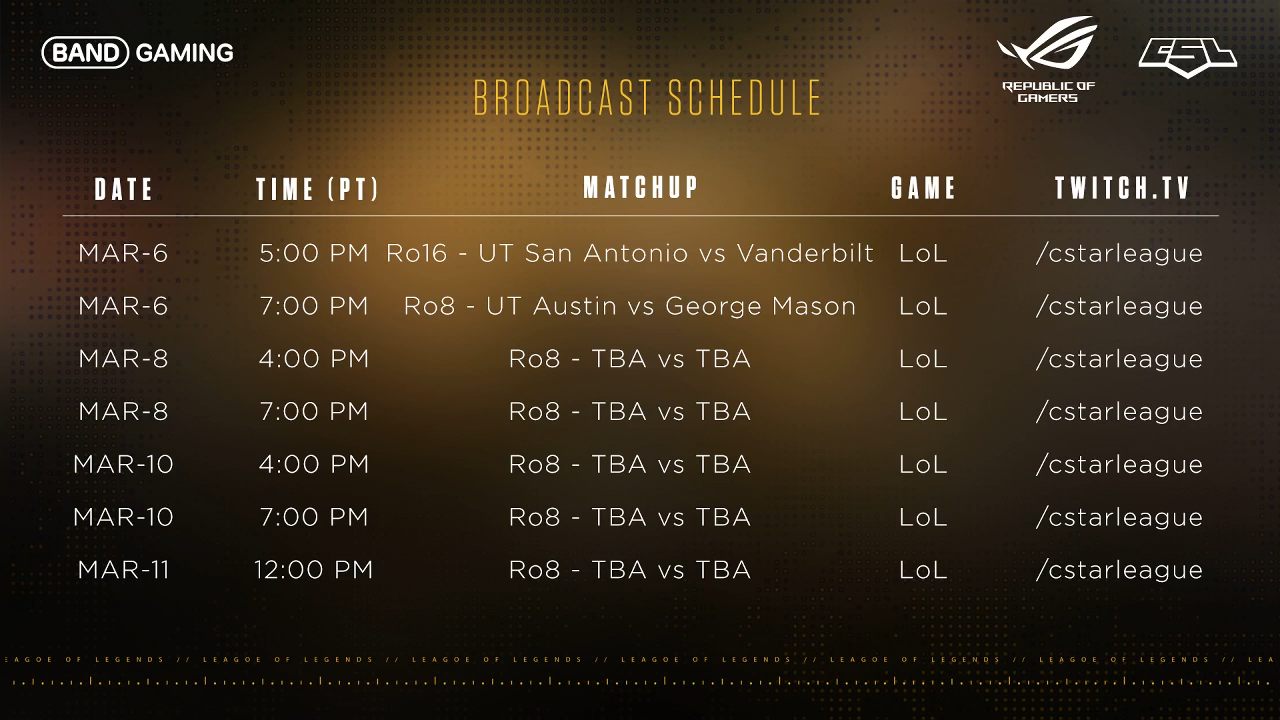 BAND GAMING
REPUBLIC OF
GAMERS
CSL
BROADCAST SCHEDULE
DATE TIME (PT) MATCHUP GAME TWITCH.TV
MAR-6 5:00 PM Ro16 - UT San Antonio vs Vanderbilt LoL /cstarleague
MAR-6 7:00 PM Ro8 - UT Austin vs George Mason LoL /cstarleague
MAR-8 4:00 PM Ro8 - TBA vs TBA LoL /cstarleague
MAR-8 7:00 PM Ro8 - TBA vs TBA LoL /cstarleague
MAR-10 4:00 PM Ro8 - TBA vs TBA LoL /cstarleague
MAR-10 7:00 PM Ro8 - TBA vs TBA LoL /cstarleague
MAR-11 12:00 PM Ro8 - TBA vs TBA LoL /cstarleague
EAGOE OF LEGENDS // LEAGOE OF LEGENDS // LEAGOE OF LEGENDS // LEAGOE OF LEGENDS // LEAGOE OF LEGENDS // LEAGOE OF LEGENDS // LEA